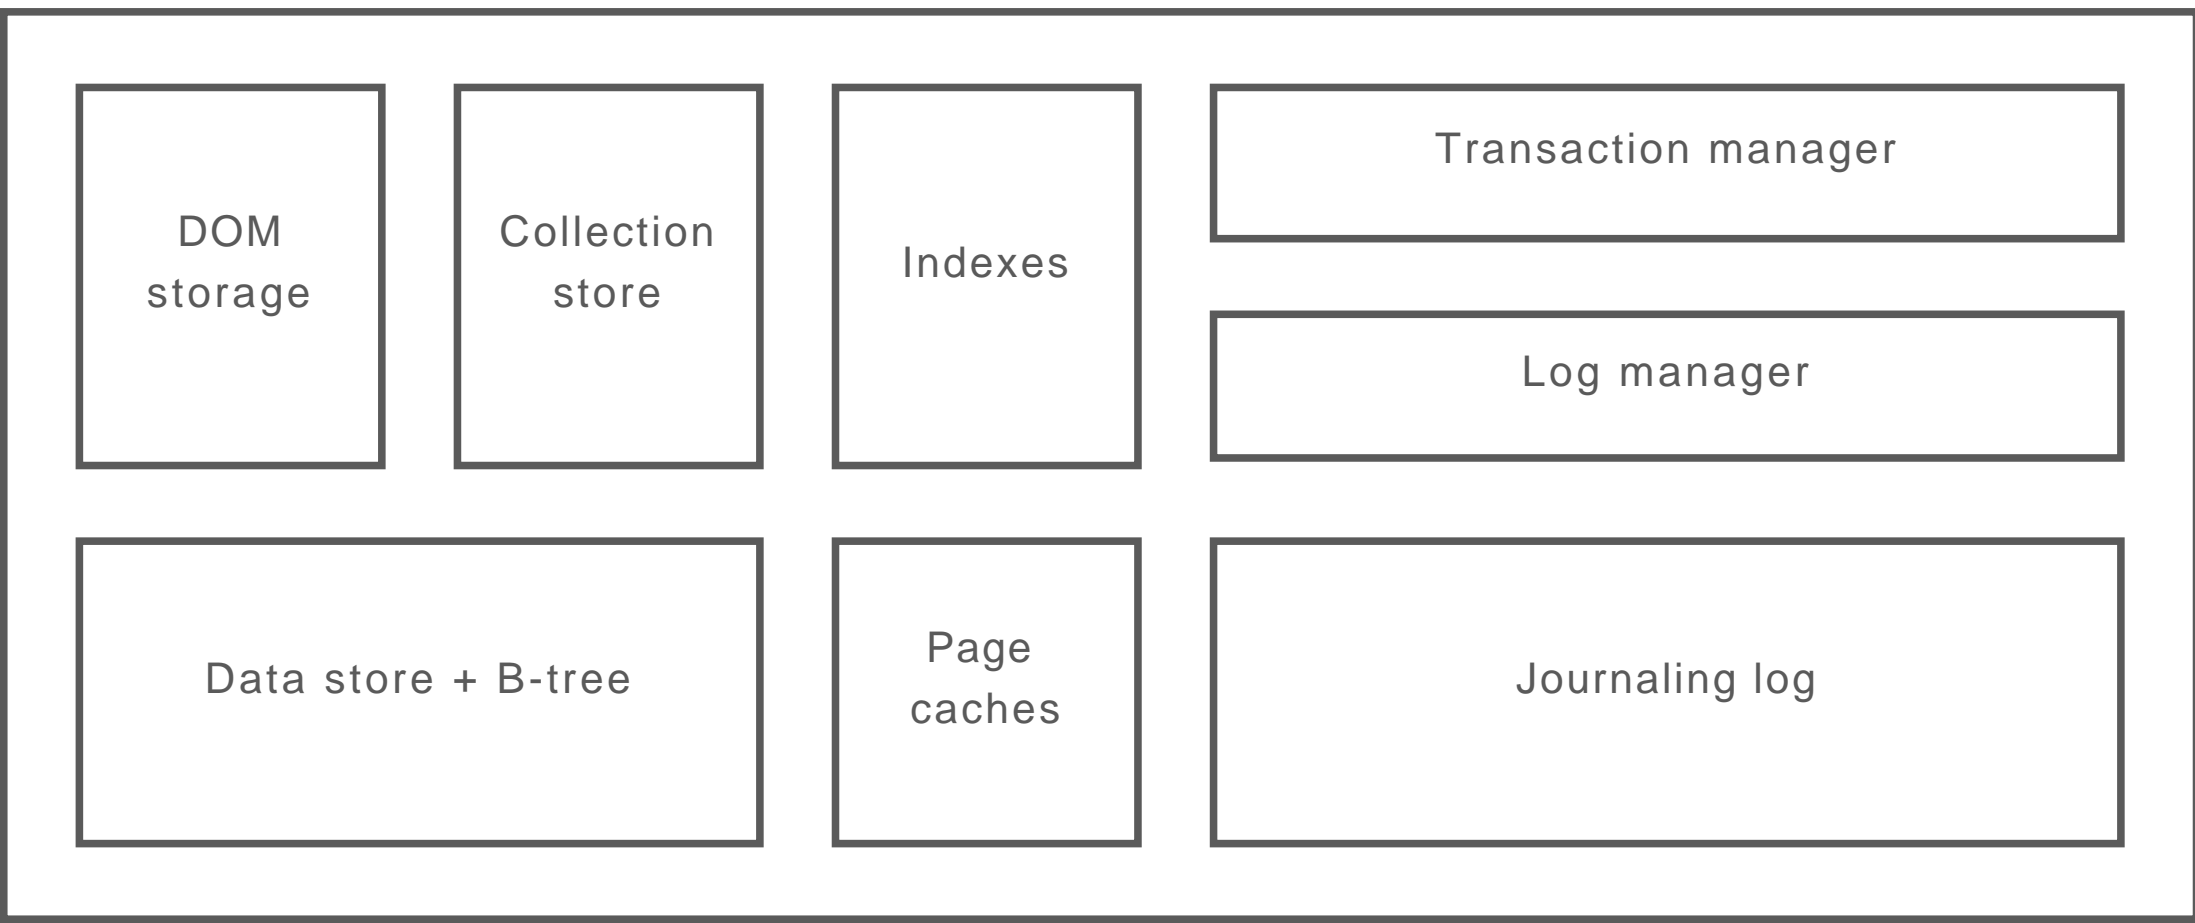 DOM
storage
Collection
store
Indexes
Transaction manager
Log manager
Data store + B-tree
Page
caches
Journaling log